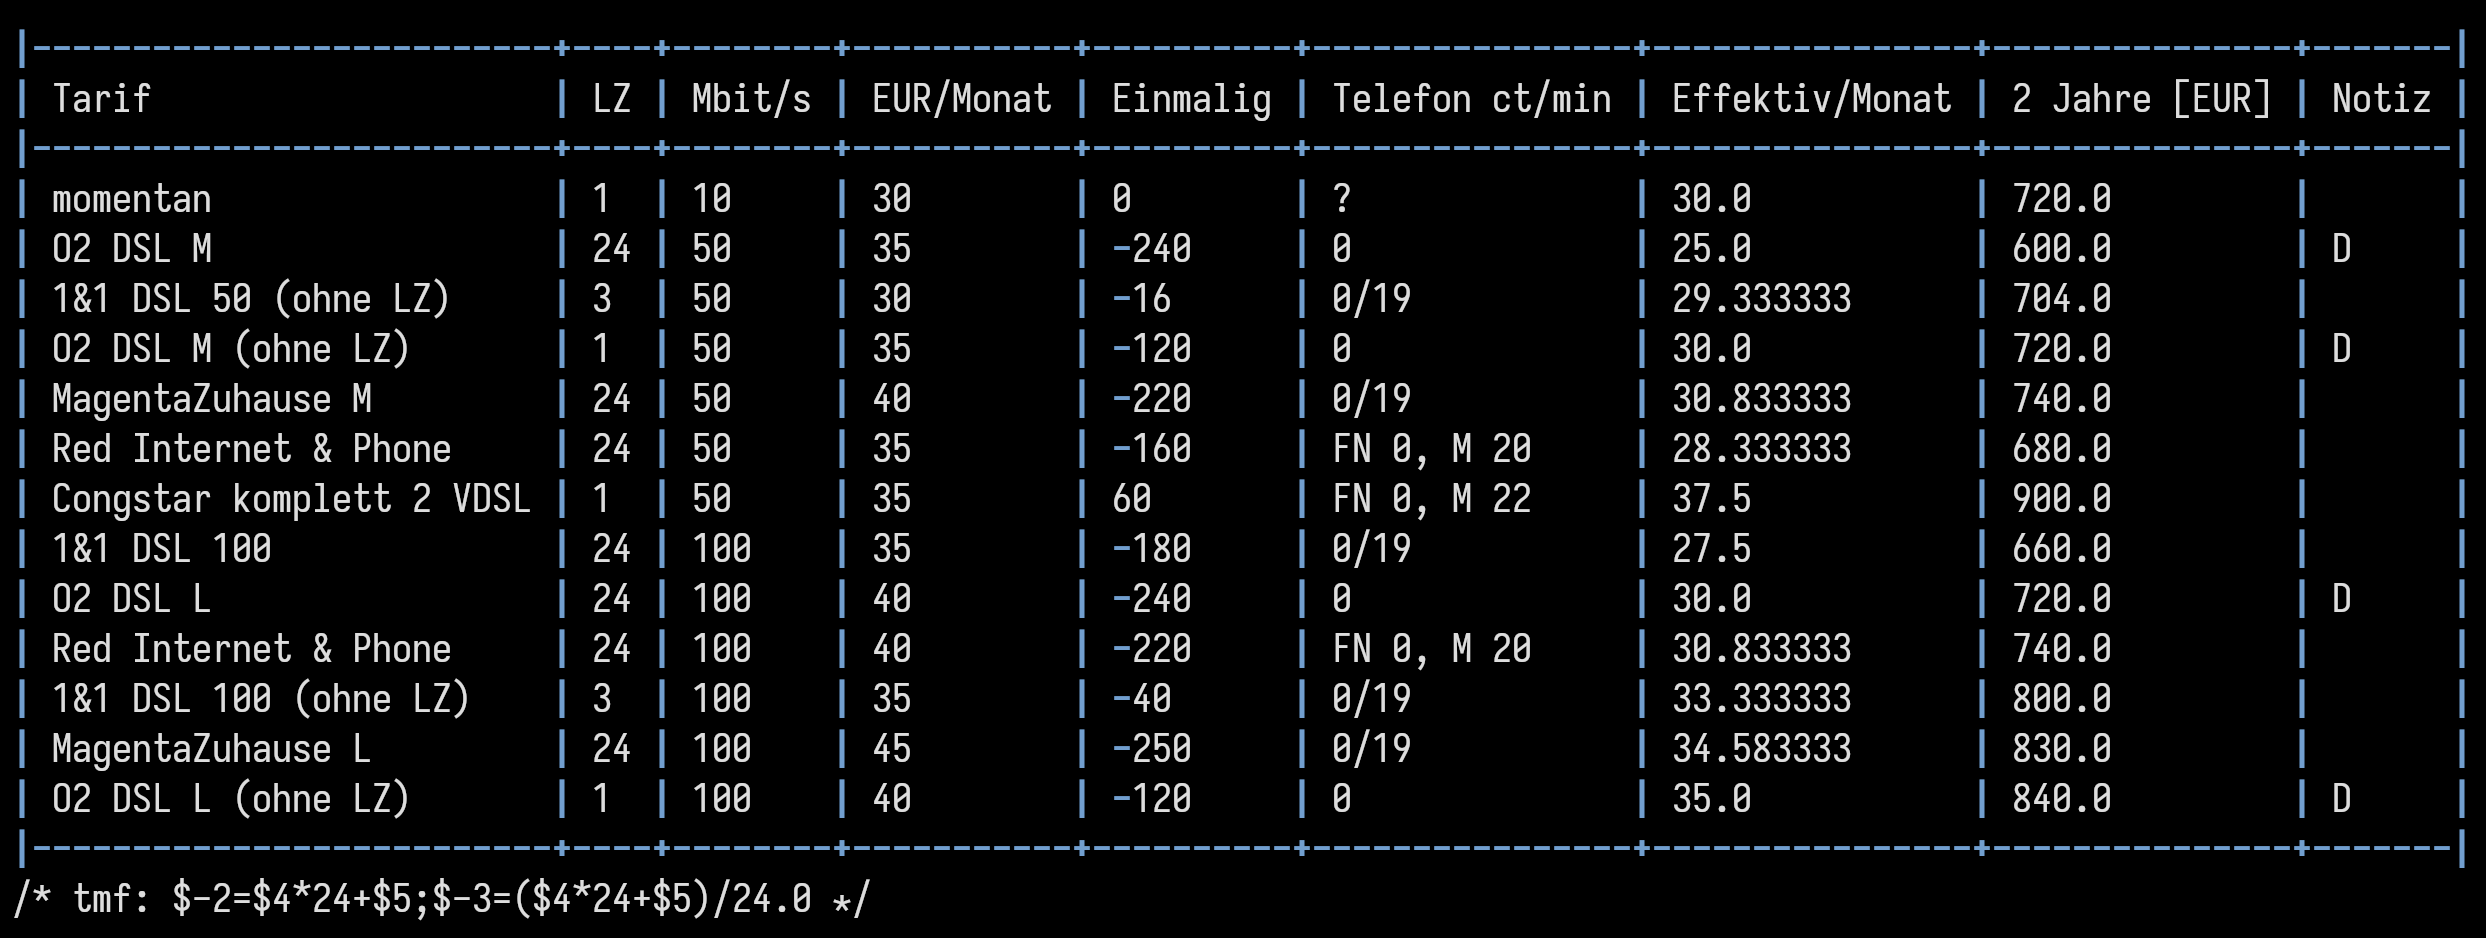 |--------------------------+----+--------+-----------+----------+----------------+----------------+---------------+-------|
| Tarif                    | LZ | Mbit/s | EUR/Monat | Einmalig | Telefon ct/min | Effektiv/Monat | 2 Jahre [EUR] | Notiz |
|--------------------------+----+--------+-----------+----------+----------------+----------------+---------------+-------|
| momentan                 | 1  | 10     | 30        | 0        | ?              | 30.0           | 720.0         |       |
| O2 DSL M                 | 24 | 50     | 35        | -240     | 0              | 25.0           | 600.0         | D     |
| 1&1 DSL 50 (ohne LZ)     | 3  | 50     | 30        | -16      | 0/19           | 29.333333      | 704.0         |       |
| O2 DSL M (ohne LZ)       | 1  | 50     | 35        | -120     | 0              | 30.0           | 720.0         | D     |
| MagentaZuhause M         | 24 | 50     | 40        | -220     | 0/19           | 30.833333      | 740.0         |       |
| Red Internet & Phone     | 24 | 50     | 35        | -160     | FN 0, M 20     | 28.333333      | 680.0         |       |
| Congstar komplett 2 VDSL | 1  | 50     | 35        | 60       | FN 0, M 22     | 37.5           | 900.0         |       |
| 1&1 DSL 100              | 24 | 100    | 35        | -180     | 0/19           | 27.5           | 660.0         |       |
| O2 DSL L                 | 24 | 100    | 40        | -240     | 0              | 30.0           | 720.0         | D     |
| Red Internet & Phone     | 24 | 100    | 40        | -220     | FN 0, M 20     | 30.833333      | 740.0         |       |
| 1&1 DSL 100 (ohne LZ)    | 3  | 100    | 35        | -40      | 0/19           | 33.333333      | 800.0         |       |
| MagentaZuhause L         | 24 | 100    | 45        | -250     | 0/19           | 34.583333      | 830.0         |       |
| O2 DSL L (ohne LZ)       | 1  | 100    | 40        | -120     | 0              | 35.0           | 840.0         | D     |
|--------------------------+----+--------+-----------+----------+----------------+----------------+---------------+-------|
/* tmf: $-2=$4*24+$5;$-3=($4*24+$5)/24.0 */